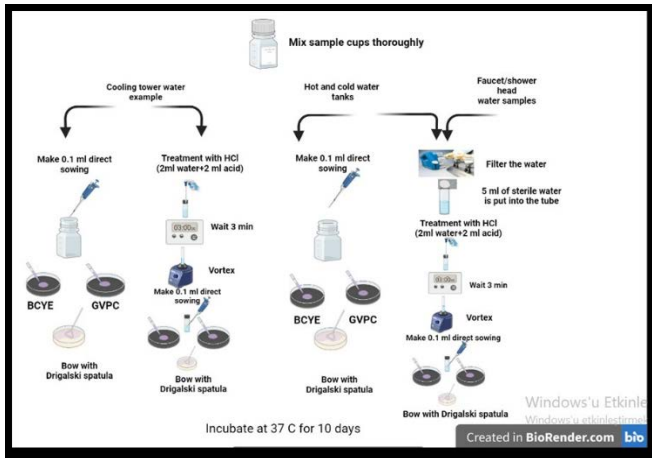 Mix sample cups thoroughly
Cooling tower water
example
Hot and cold water
tanks
Faucet/shower
head
water samples
Make 0.1 ml direct
sowing
Treatment with HCl
(2ml water+2 ml acid)
03:00
Wait 3 min
Vortex
Make 0.1 ml direct
sowing
BCYE
GVPC
Bow with
Drigalski spatula
Bow with
Drigalski spatula
Make 0.1 ml direct
sowing
BCYE
GVPC
Bow with
Drigalski spatula
Filter the water
5 ml of sterile water
is put into the tube
Treatment with HCl
(2ml water+2 ml acid)
Wait 3 min
Vortex
Make 0.1 ml direct sowing
Bow with Drigalski spatula
Incubate at 37 C for 10 days
Windows'u Etkinle
Windows'u etkinleştirmek
Created in BioRender.com bio